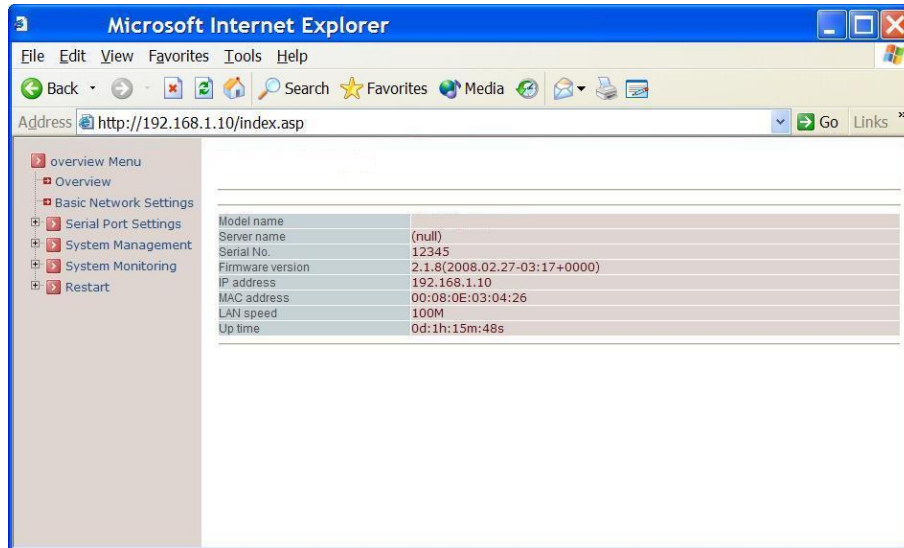 Microsoft Internet Explorer
File Edit View Favorites Tools Help
Back Search Favorites Media
Address http://192.168.1.10/index.asp Go Links »
overview Menu
Overview
Basic Network Settings
Serial Port Settings
System Management
System Monitoring
Restart
Model name
Server name (null)
Serial No. 12345
Firmware version 2.1.8(2008.02.27-03:17+0000)
IP address 192.168.1.10
MAC address 00:08:0E:03:04:26
LAN speed 100M
Up time 0d:1h:15m:48s